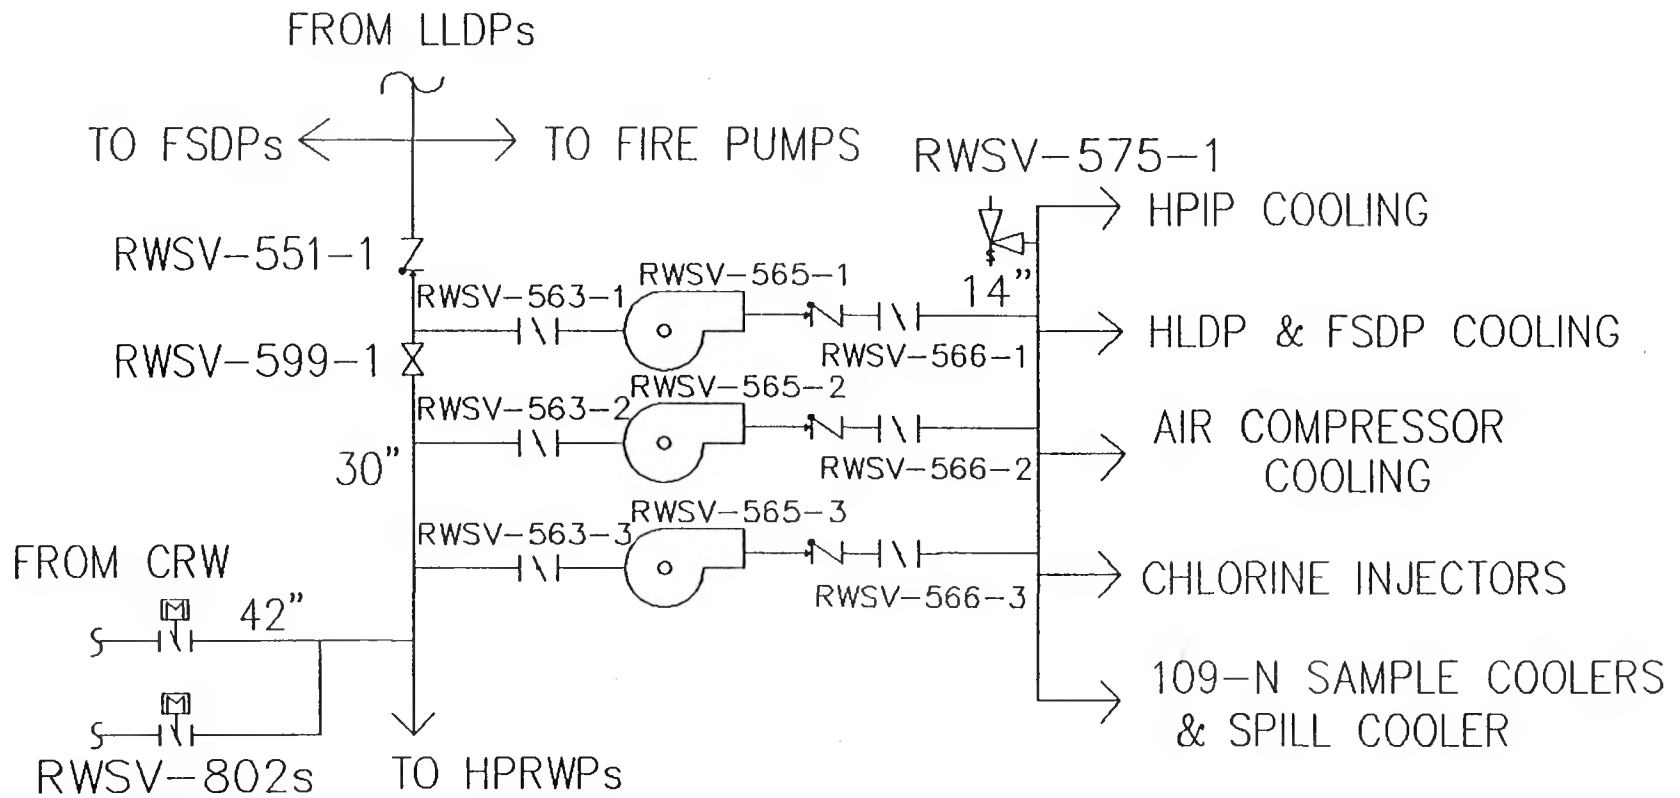 FROM LLDPs
TO FSDPs
TO FIRE PUMPS
RWSV-575-1
HPIP COOLING
RWSV-551-1
RWSV-563-1
RWSV-565-1
14"
RWSV-566-1
HLDP & FSDP COOLING
RWSV-599-1
RWSV-563-2
RWSV-565-2
RWSV-566-2
AIR COMPRESSOR
COOLING
30"
RWSV-563-3
RWSV-565-3
RWSV-566-3
CHLORINE INJECTORS
FROM CRW
M
42"
M
RWSV-802s
TO HPRWPs
109-N SAMPLE COOLERS
& SPILL COOLER